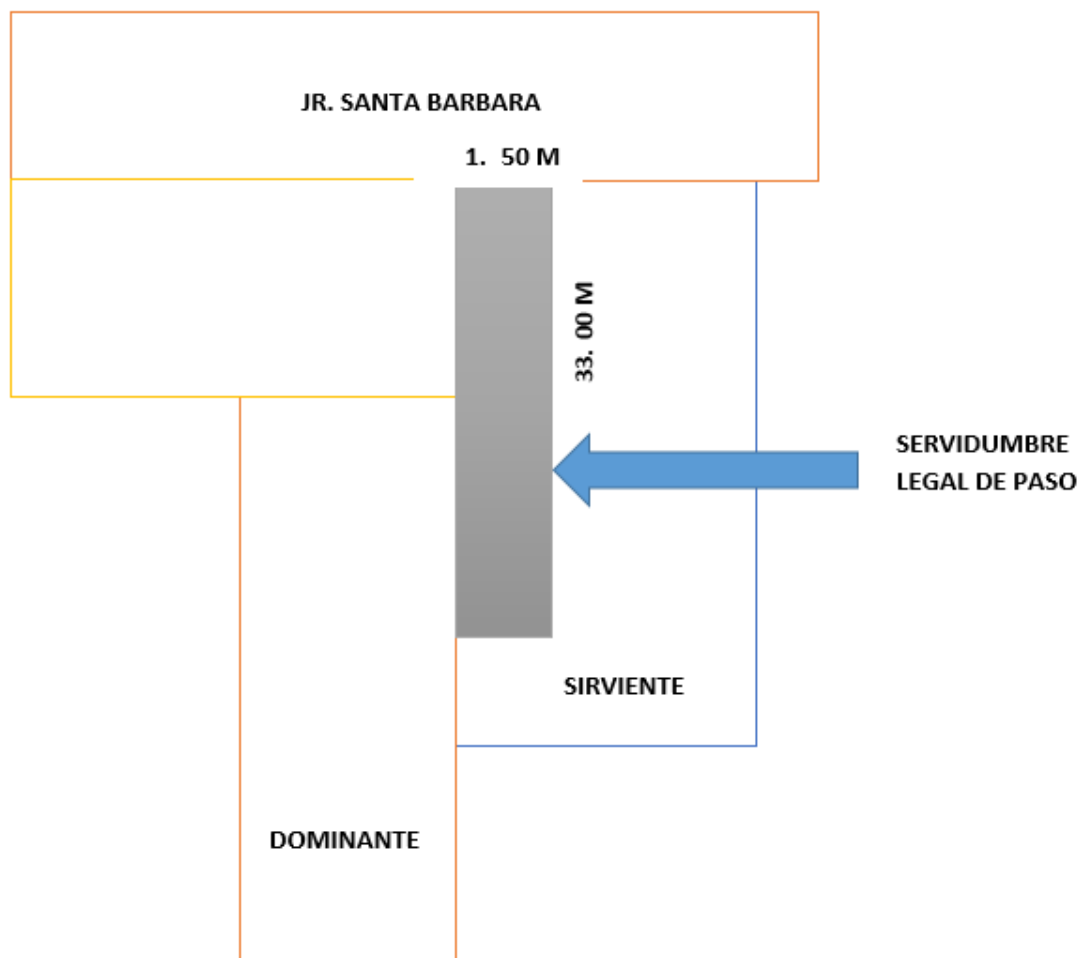 JR. SANTA BARBARA
1. 50 M
33. 00 M
SERVIDUMBRE
LEGAL DE PASO
SIRVIENTE
DOMINANTE